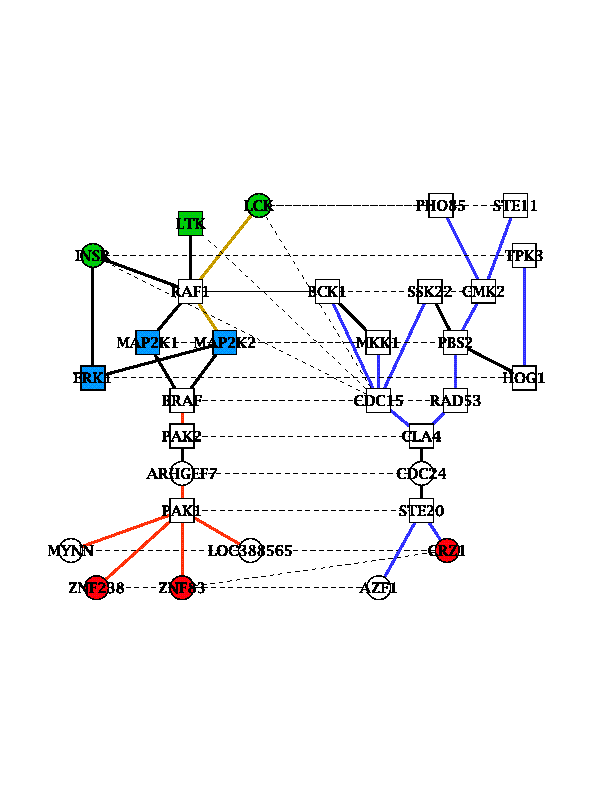 LCK PHO85 STE11
LTK
INSR TPK3
RAF1 BCK1 SSK22 CMK2
MAP2K1 MAP2K2 MKK1 PBS2
ERK1 HOG1
BRAF CDC15 RAD53
PAK2 CLA4
ARHGEF7 CDC24
PAK1 STE20
MYNN LOC388565 CRZ1
ZNF238 ZNF83 AZF1